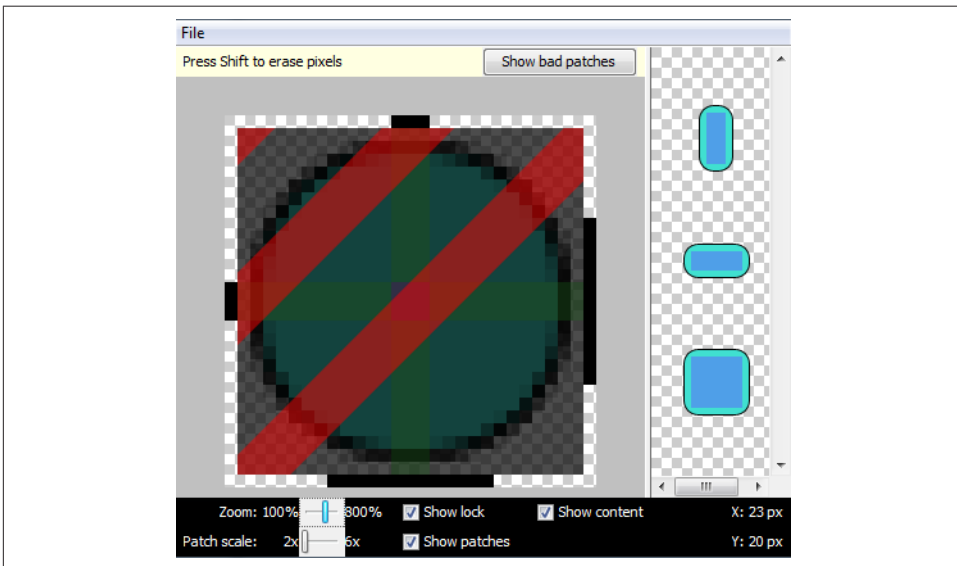 File
Press Shift to erase pixels Show bad patches
Zoom: 100% 800% Show lock Show content X: 23 px
Patch scale: 2x 6x Show patches Y: 20 px